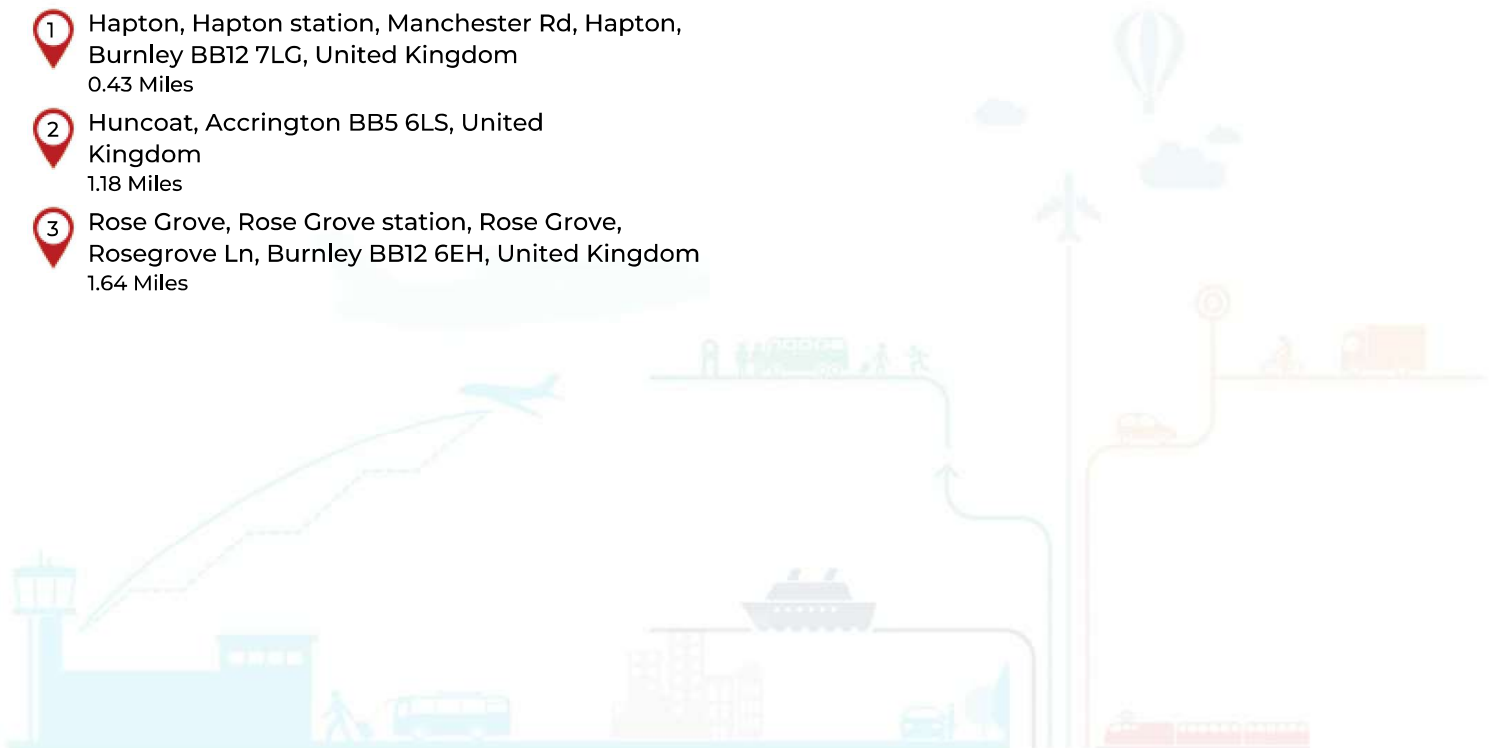 1 Hapton, Hapton station, Manchester Rd, Hapton,
Burnley BB12 7LG, United Kingdom
0.43 Miles
2 Huncoat, Accrington BB5 6LS, United
Kingdom
1.18 Miles
3 Rose Grove, Rose Grove station, Rose Grove,
Rosegrove Ln, Burnley BB12 6EH, United Kingdom
1.64 Miles